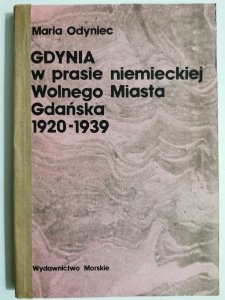 Maria Odyniec
GDYNIA
w prasie niemieckiej
Wolnego Miasta
Gdańska
1920-1939
Wydawnictwo Morskie